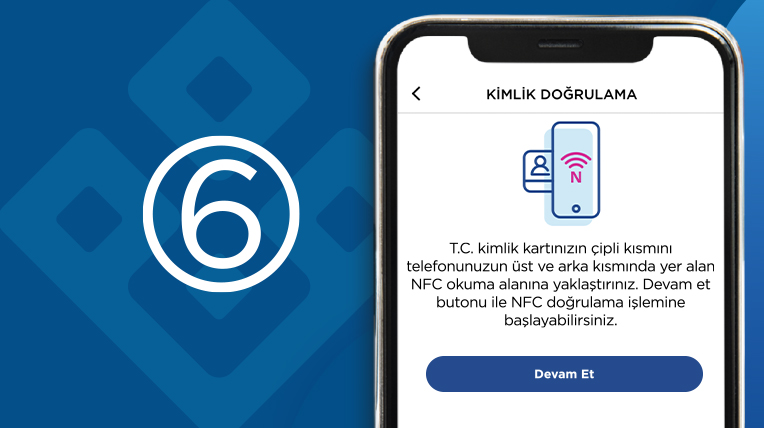 6
KİMLİK DOĞRULAMA
N
T.C. kimlik kartınızın çipli kısmını
telefonunuzun üst ve arka kısmında yer alan
NFC okuma alanına yaklaştırınız. Devam et
butonu ile NFC doğrulama işlemine
başlayabilirsiniz.
Devam Et